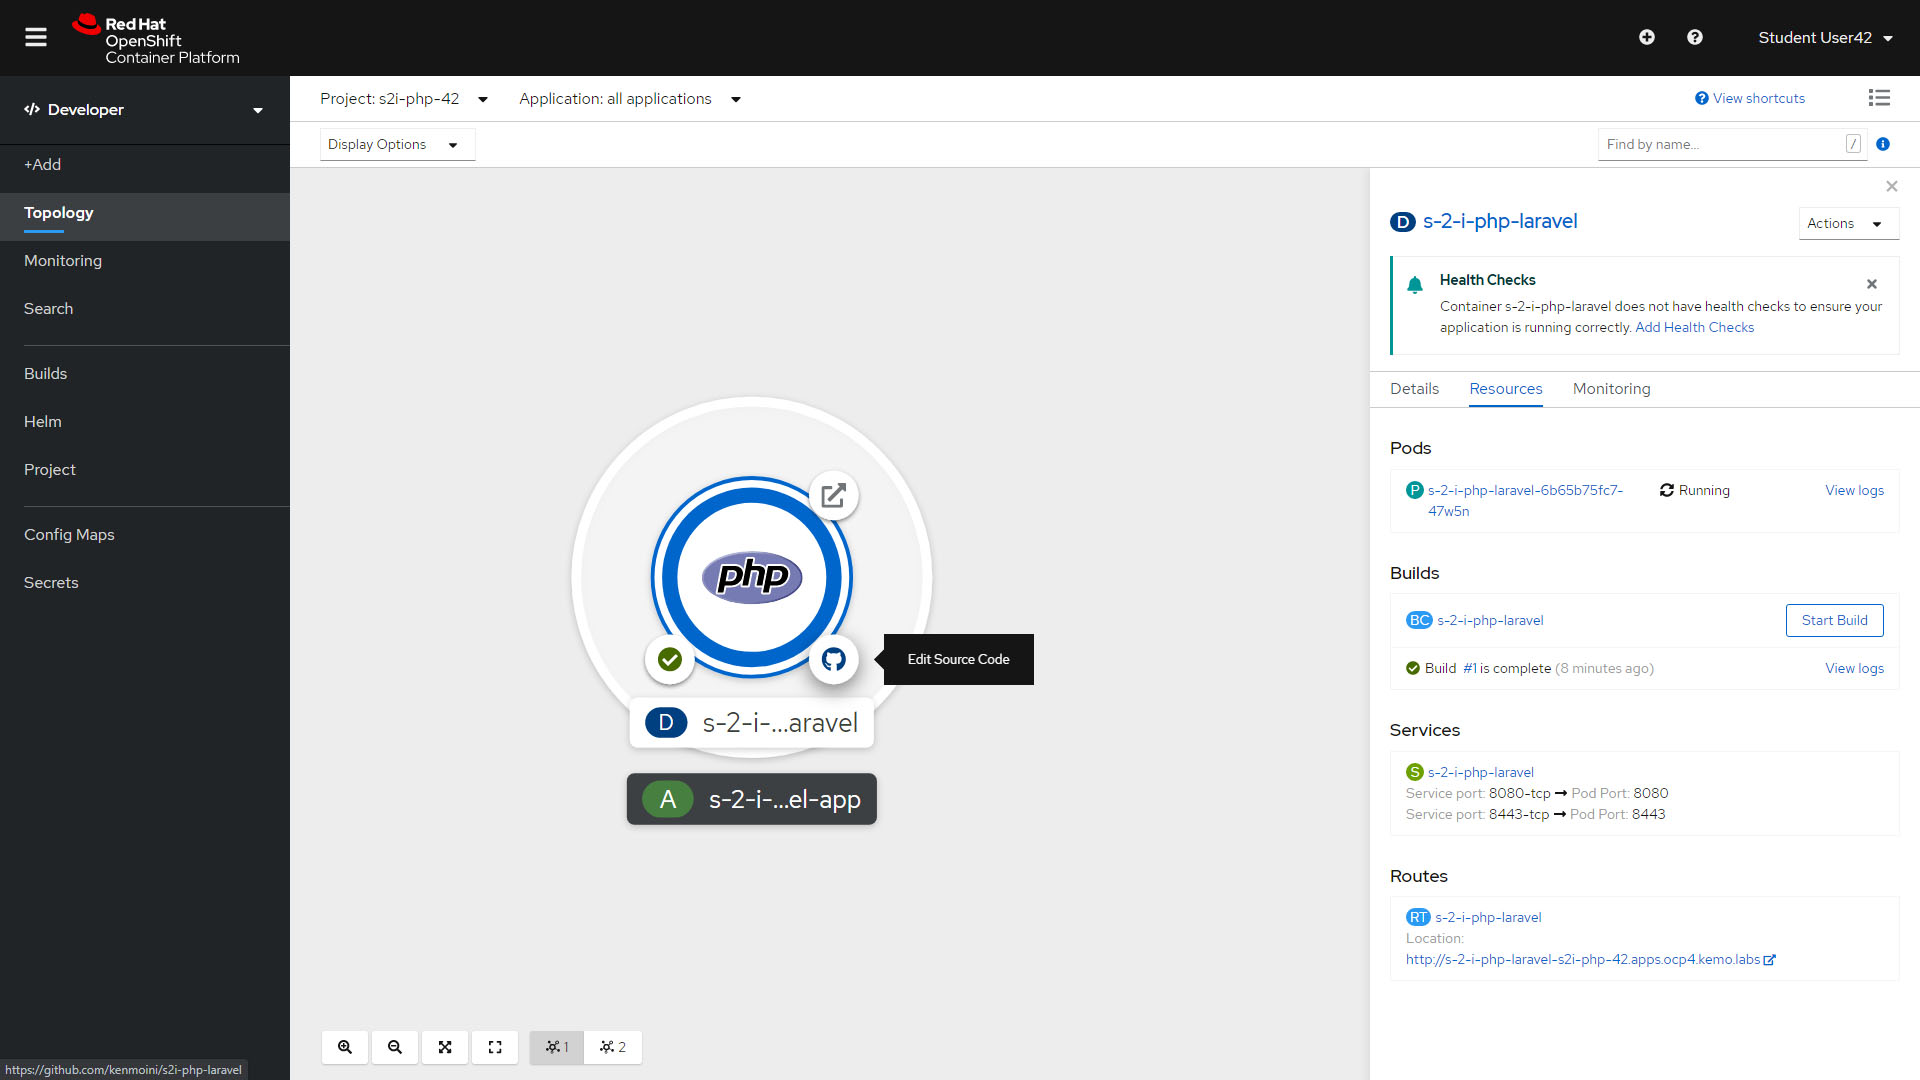 Red Hat
OpenShift
Container Platform
Student User42
Developer
+Add
Topology
Monitoring
Search
Builds
Helm
Project
Config Maps
Secrets
Project: s2i-php-42
Application: all applications
View shortcuts
Display Options
Find by name...
/
php
Edit Source Code
D s-2-i-...aravel
A s-2-i-...el-app
1
2
D s-2-i-php-laravel
Actions
Health Checks
Container s-2-i-php-laravel does not have health checks to ensure your
application is running correctly. Add Health Checks
Details Resources Monitoring
Pods
P s-2-i-php-laravel-6b65b75fc7-
47w5n
Running
View logs
Builds
BC s-2-i-php-laravel
Start Build
Build #1 is complete (8 minutes ago)
View logs
Services
S s-2-i-php-laravel
Service port: 8080-tcp → Pod Port: 8080
Service port: 8443-tcp → Pod Port: 8443
Routes
RT s-2-i-php-laravel
Location:
http://s-2-i-php-laravel-s2i-php-42.apps.ocp4.kemo.labs
https://github.com/kenmoini/s2i-php-laravel